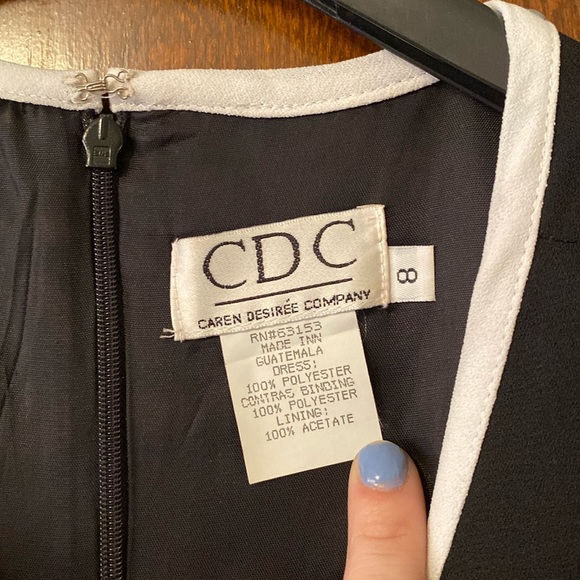 CDC
CAREN DESIRÉE COMPANY
8
RN#63153
MADE INN
GUATEMALA
DRESS:
100% POLYESTER
CONTRAS BINDING
100% POLYESTER
LINING:
100% ACETATE